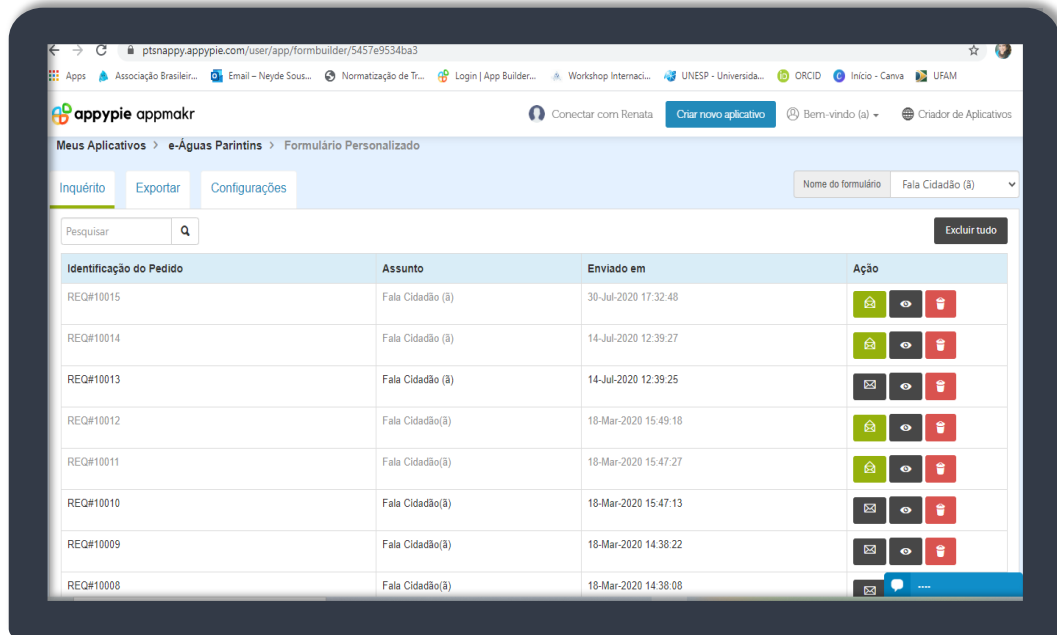 ptsnappy.appypie.com/user/app/formbuilder/5457e9534ba3
Apps Associação Brasileir... Email – Neyde Sous... Normatização de Tr... Login | App Builder... Workshop Internaci... UNESP - Universida... ORCID Início - Canva UFAM
appypie appmakr Conectar com Renata Criar novo aplicativo Bem-vindo (a) Criador de Aplicativos
Meus Aplicativos > e-Águas Parintins > Formulário Personalizado
Inquérito Exportar Configurações Nome do formulário Fala Cidadão (ã)
Pesquisar Excluir tudo
Identificação do Pedido Assunto Enviado em Ação
REQ#10015 Fala Cidadão (ã) 30-Jul-2020 17:32:48
REQ#10014 Fala Cidadão (ã) 14-Jul-2020 12:39:27
REQ#10013 Fala Cidadão (ã) 14-Jul-2020 12:39:25
REQ#10012 Fala Cidadão(ã) 18-Mar-2020 15:49:18
REQ#10011 Fala Cidadão(ã) 18-Mar-2020 15:47:27
REQ#10010 Fala Cidadão(ã) 18-Mar-2020 15:47:13
REQ#10009 Fala Cidadão(ã) 18-Mar-2020 14:38:22
REQ#10008 Fala Cidadão(ã) 18-Mar-2020 14:38:08
....